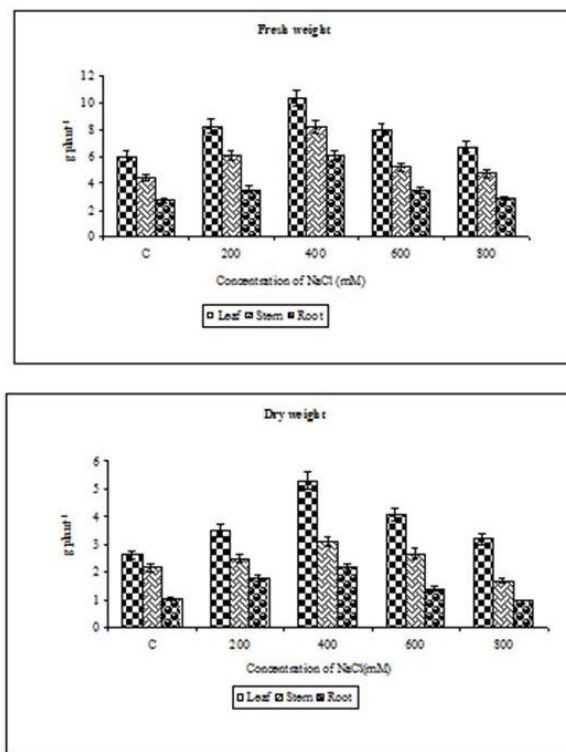 Fresh weight
12
10
8
6
4
2
0
g plant-1
C 200 400 600 800
Concentration of NaCl (mM)
Leaf Stem Root
Dry weight
6
5
4
3
2
1
0
g plant-1
C 200 400 600 800
Concentration of NaCl(mM)
Leaf Stem Root